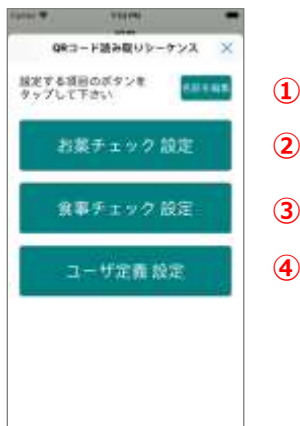 QRコード読み取りシーケンス ×
設定する項目のボタンを
タップして下さい
①
お薬チェック 設定
②
食事チェック 設定
③
ユーザ定義 設定
④